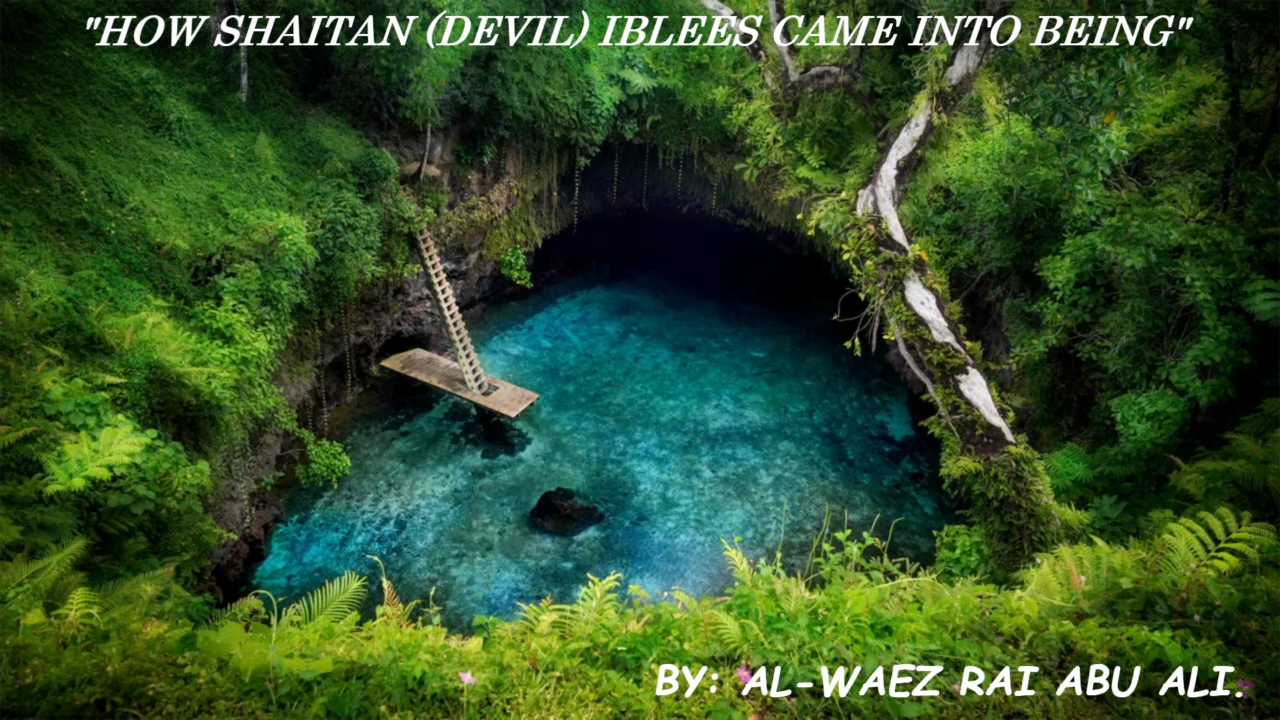 "HOW SHAITAN (DEVIL) IBLEES CAME INTO BEING"
BY: AL-WAEZ RAI ABU ALI.